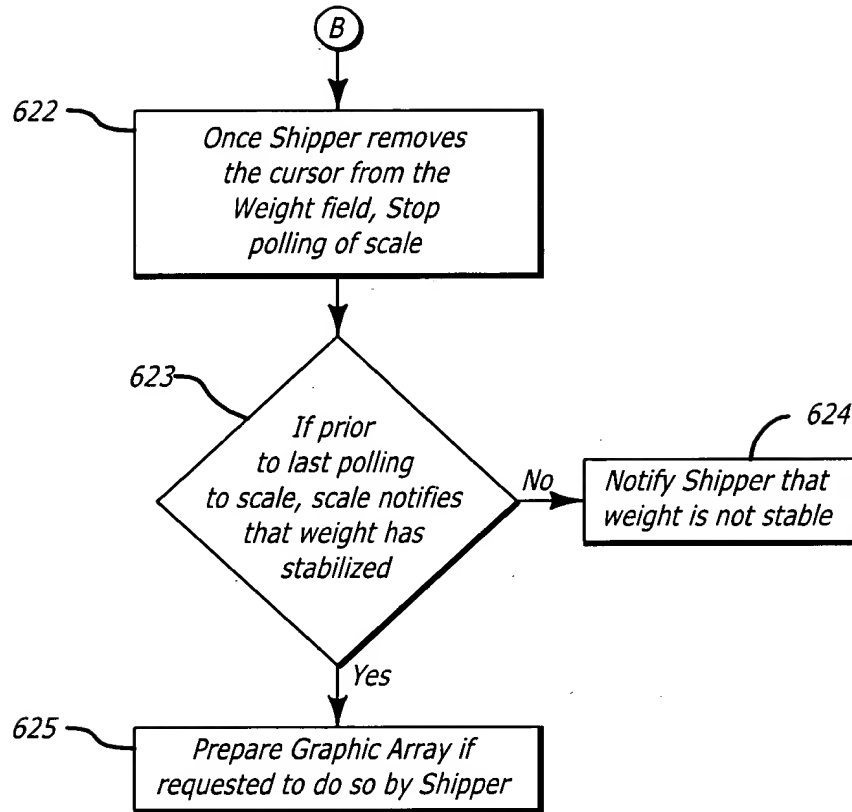 B
622
Once Shipper removes
the cursor from the
Weight field, Stop
polling of scale
623
If prior
to last polling
to scale, scale notifies
that weight has
stabilized
No
624
Notify Shipper that
weight is not stable
Yes
625
Prepare Graphic Array if
requested to do so by Shipper